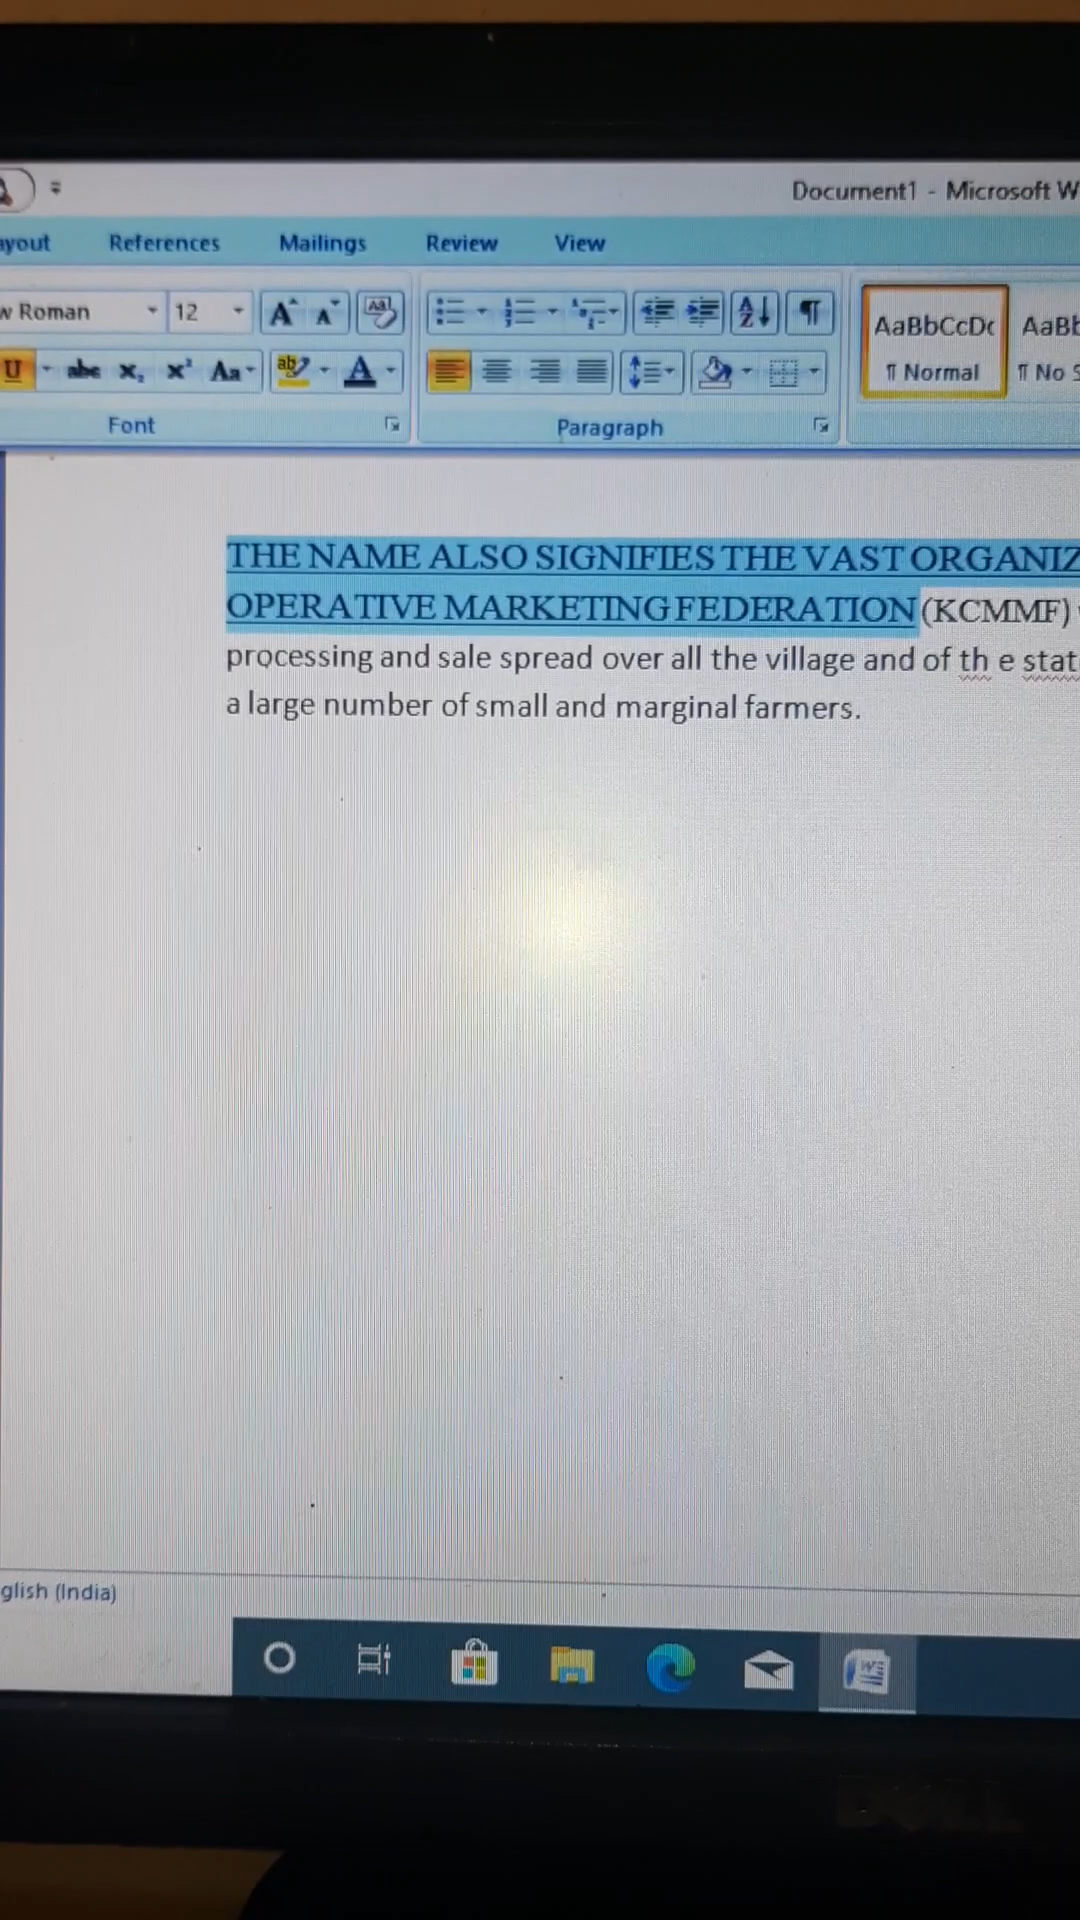 Document1 - Microsoft W
ayout References Mailings Review View
w Roman 12
AaBbCcDc AaBb
¶ Normal ¶ No S
Font Paragraph
THE NAME ALSO SIGNIFIES THE VAST ORGANIZ
OPERATIVE MARKETING FEDERATION (KCMMF)
processing and sale spread over all the village and of th e stat
a large number of small and marginal farmers.
glish (India)
DELL